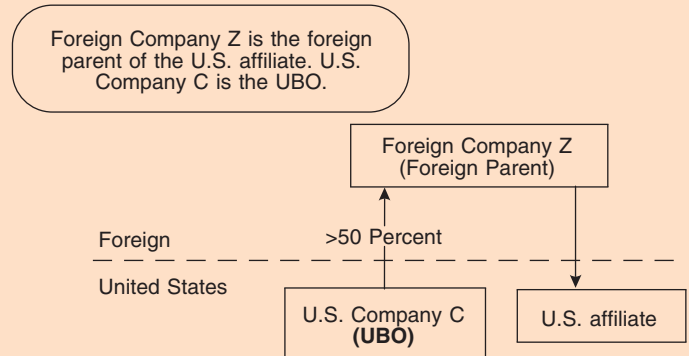 Foreign Company Z is the foreign
parent of the U.S. affiliate. U.S.
Company C is the UBO.
Foreign Company Z
(Foreign Parent)
Foreign
>50 Percent
United States
U.S. Company C
(UBO)
U.S. affiliate